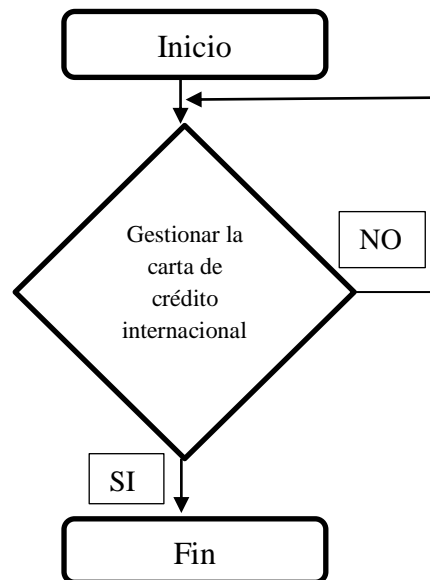 Inicio
Gestionar la
carta de
crédito
internacional
NO
SI
Fin